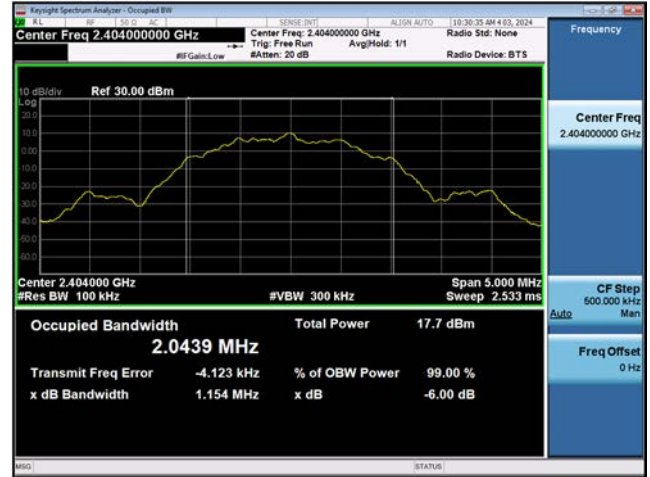 Keysight Spectrum Analyzer - Occupied BW
RL RF 50 Ω AC SENSE:INT ALIGN AUTO 10:30:35 AM 4 03, 2024
Center Freq 2.404000000 GHz
Center Freq: 2.404000000 GHz Radio Std: None
Trig: Free Run Avg|Hold: 1/1
#IFGain:Low #Atten: 20 dB Radio Device: BTS
Frequency
10 dB/div Ref 30.00 dBm
Log
20.0
10.0
0.00
-10.0
-20.0
-30.0
-40.0
-50.0
-60.0
Center 2.404000 GHz Span 5.000 MHz
#Res BW 100 kHz #VBW 300 kHz Sweep 2.533 ms
Occupied Bandwidth Total Power 17.7 dBm
2.0439 MHz
Transmit Freq Error -4.123 kHz % of OBW Power 99.00 %
x dB Bandwidth 1.154 MHz x dB -6.00 dB
Center Freq
2.404000000 GHz
CF Step
500.000 kHz
Auto Man
Freq Offset
0 Hz
MSG STATUS